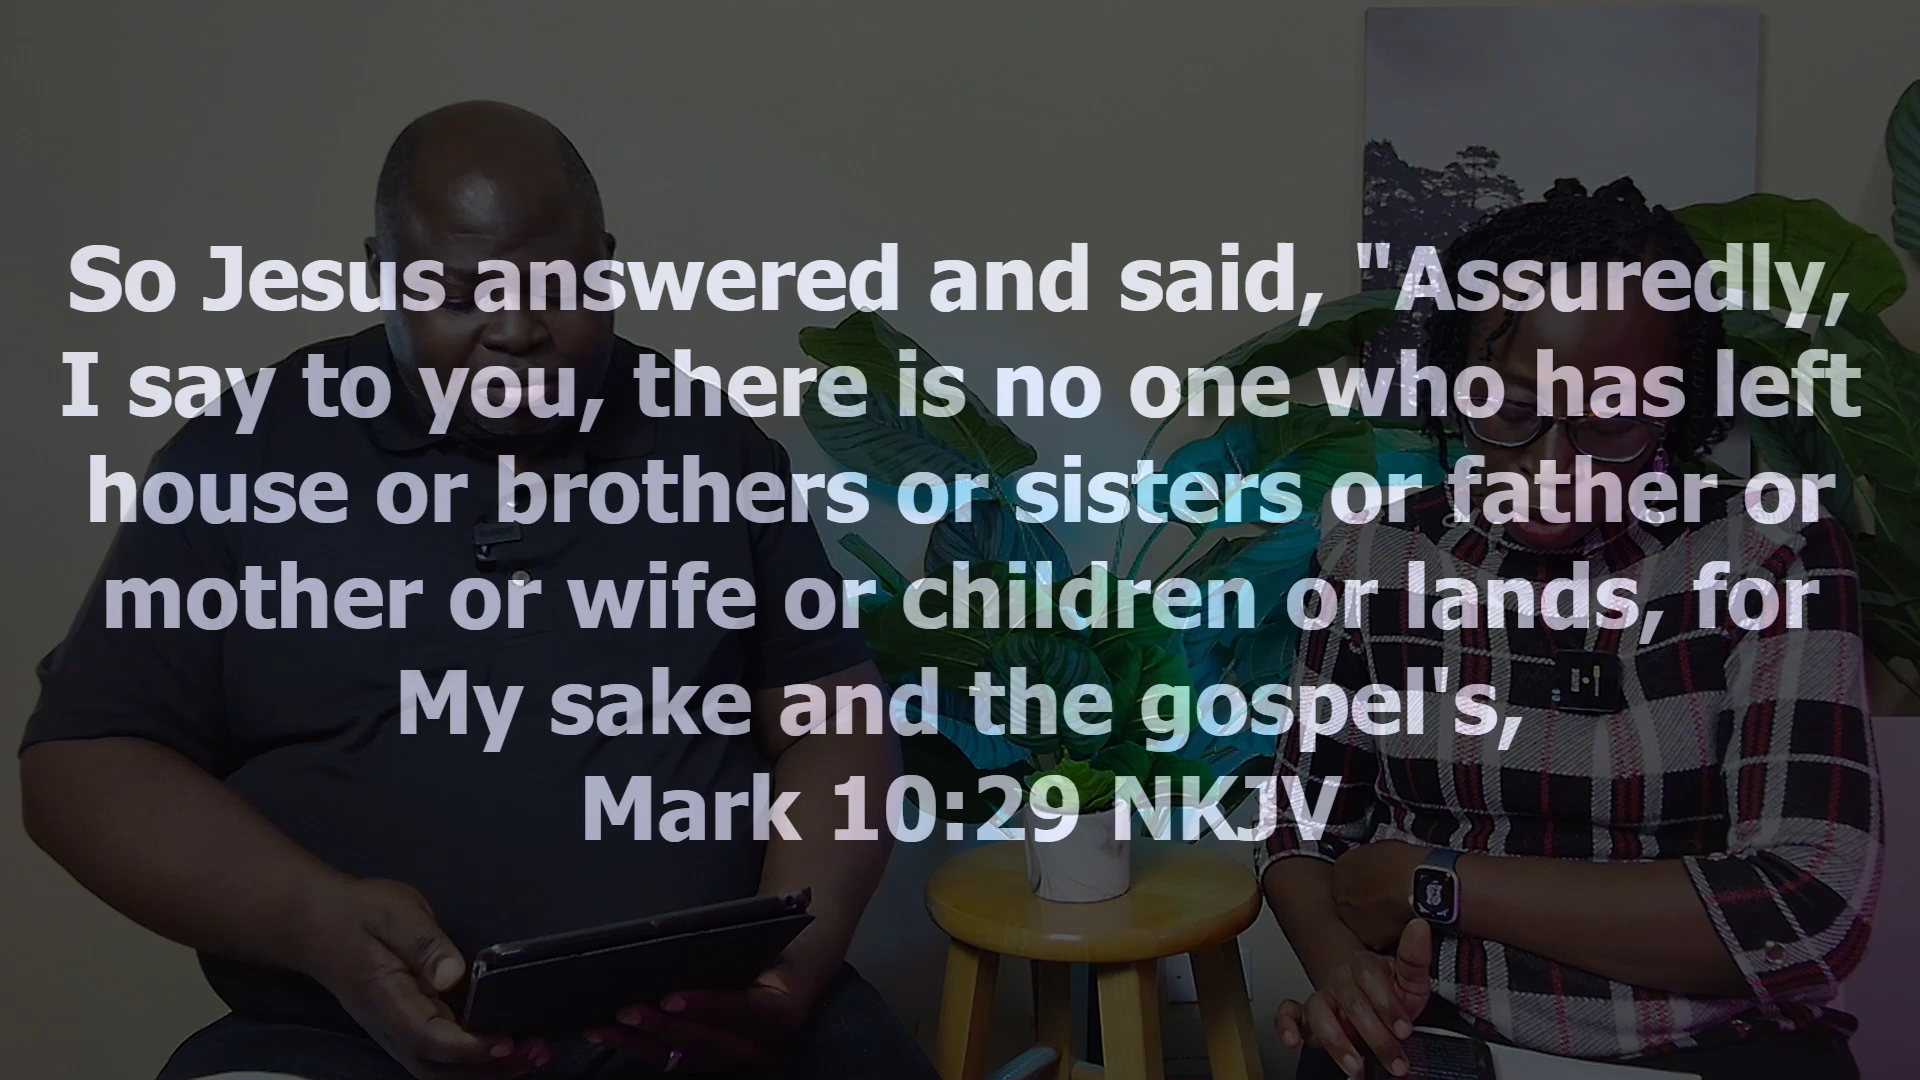 So Jesus answered and said, "Assuredly,
I say to you, there is no one who has left
house or brothers or sisters or father or
mother or wife or children or lands, for
My sake and the gospel's,
Mark 10:29 NKJV